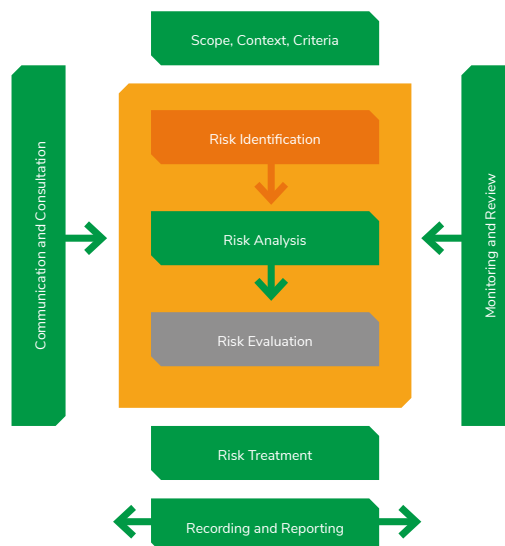 Scope, Context, Criteria
Communication and Consultation
Risk Identification
Risk Analysis
Risk Evaluation
Monitoring and Review
Risk Treatment
Recording and Reporting